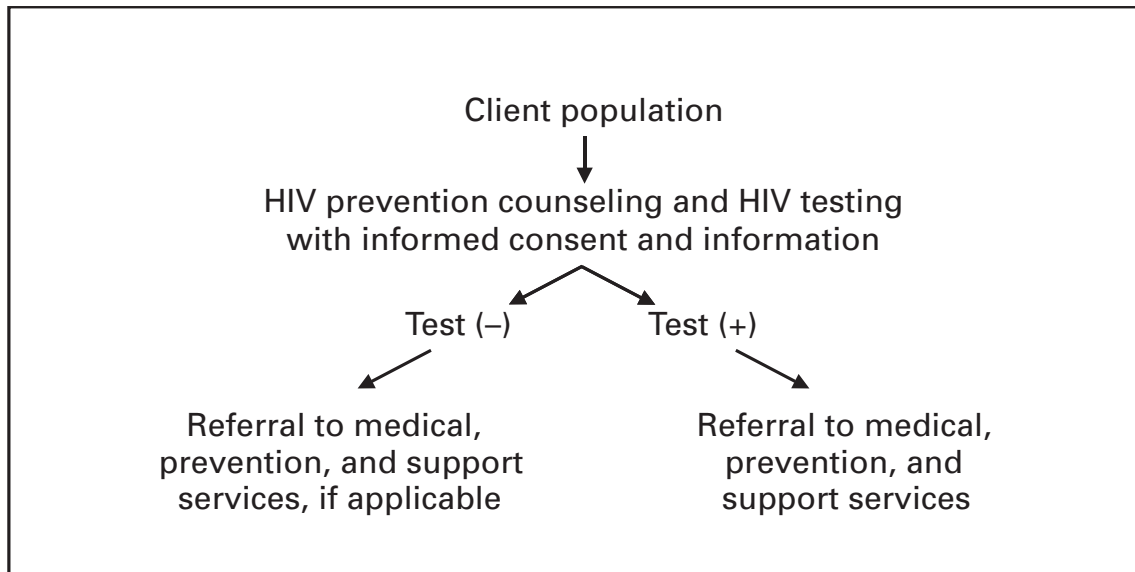 Client population
HIV prevention counseling and HIV testing
with informed consent and information
Test (–)
Test (+)
Referral to medical,
prevention, and support
services, if applicable
Referral to medical,
prevention, and
support services